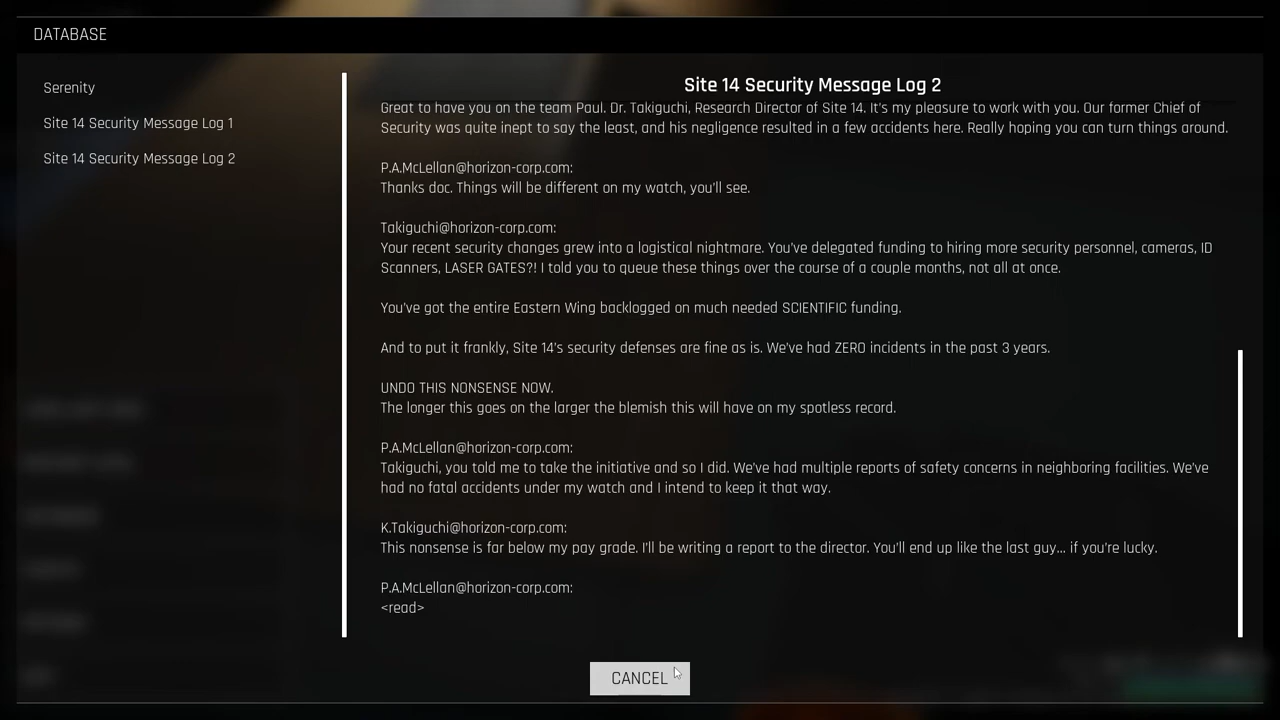 DATABASE
Serenity
Site 14 Security Message Log 1
Site 14 Security Message Log 2
Site 14 Security Message Log 2
Great to have you on the team Paul. Dr. Takiguchi, Research Director of Site 14. It's my pleasure to work with you. Our former Chief of
Security was quite inept to say the least, and his negligence resulted in a few accidents here. Really hoping you can turn things around.
P.A.McLellan@horizon-corp.com:
Thanks doc. Things will be different on my watch, you'll see.
Takiguchi@horizon-corp.com:
Your recent security changes grew into a logistical nightmare. You've delegated funding to hiring more security personnel, cameras, ID
Scanners, LASER GATES?! I told you to queue these things over the course of a couple months, not all at once.
You've got the entire Eastern Wing backlogged on much needed SCIENTIFIC funding.
And to put it frankly, Site 14's security defenses are fine as is. We've had ZERO incidents in the past 3 years.
UNDO THIS NONSENSE NOW.
The longer this goes on the larger the blemish this will have on my spotless record.
P.A.McLellan@horizon-corp.com:
Takiguchi, you told me to take the initiative and so I did. We've had multiple reports of safety concerns in neighboring facilities. We've
had no fatal accidents under my watch and I intend to keep it that way.
K.Takiguchi@horizon-corp.com:
This nonsense is far below my pay grade. I'll be writing a report to the director. You'll end up like the last guy... if you're lucky.
P.A.McLellan@horizon-corp.com:
<read>
CANCEL